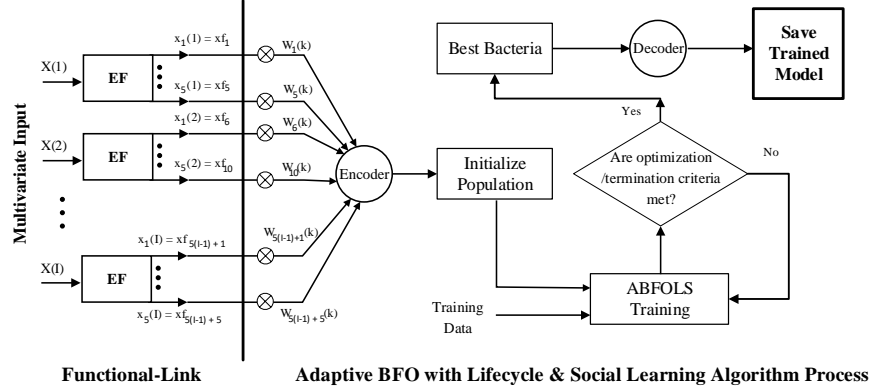 Multivariate Input
X(1)
EF
x1(1) = xf1
x5(1) = xf5
W1(k)
W5(k)
X(2)
EF
x1(2) = xf6
x5(2) = xf10
W6(k)
W10(k)
X(I)
EF
x1(I) = xf5(I-1) + 1
x5(I) = xf5(I-1) + 5
W5(I-1)+1(k)
W5(I-1) + 5(k)
Encoder
Initialize
Population
Training
Data
ABFOLS
Training
Are optimization
/termination criteria
met?
Yes
No
Best Bacteria
Decoder
Save
Trained
Model
Functional-Link
Adaptive BFO with Lifecycle & Social Learning Algorithm Process